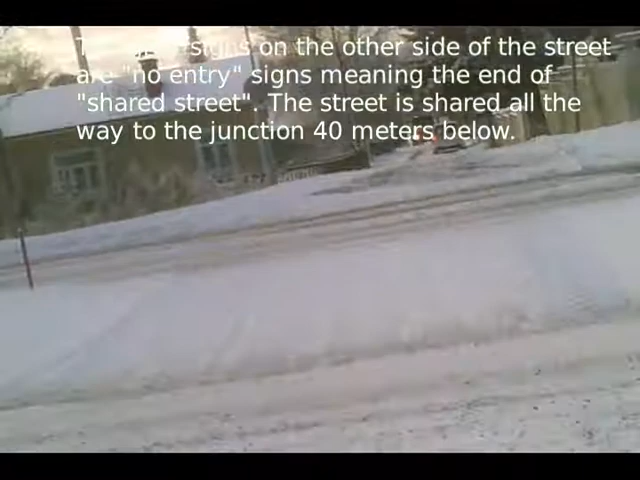 signs on the other side of the street
are "no entry" signs meaning the end of
"shared street". The street is shared all the
way to the junction 40 meters below.